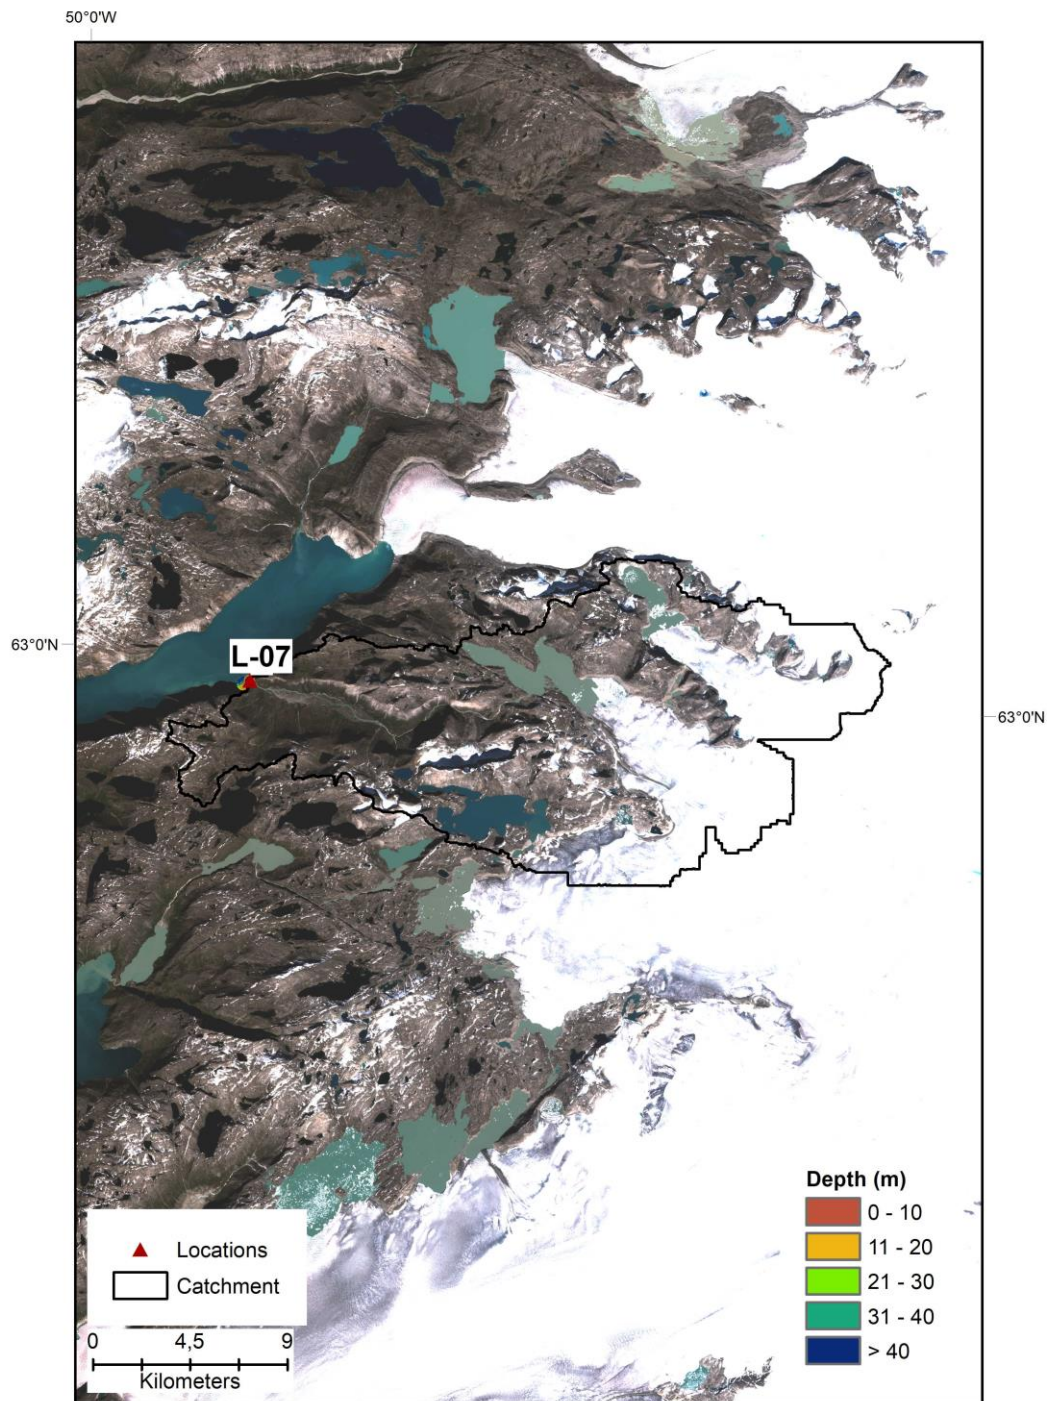 50°0'W
63°0'N
L-07
63°0'N
Depth (m)
0 - 10
11 - 20
21 - 30
31 - 40
> 40
Locations
Catchment
0 4,5 9
Kilometers